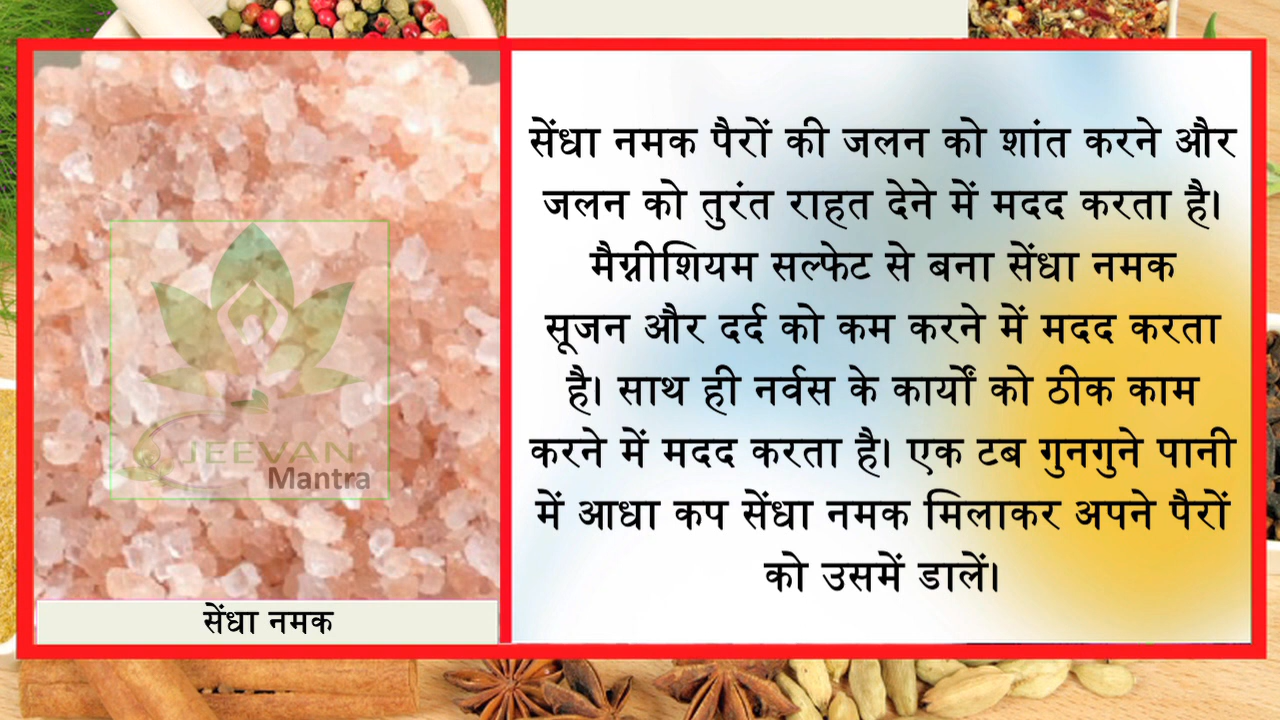 सेंधा नमक पैरों की जलन को शांत करने और
जलन को तुरंत राहत देने में मदद करता है।
मैग्नीशियम सल्फेट से बना सेंधा नमक
सूजन और दर्द को कम करने में मदद करता
है। साथ ही नर्वस के कार्यों को ठीक काम
करने में मदद करता है। एक टब गुनगुने पानी
में आधा कप सेंधा नमक मिलाकर अपने पैरों
को उसमें डालें।
JEEVAN
Mantra
सेंधा नमक